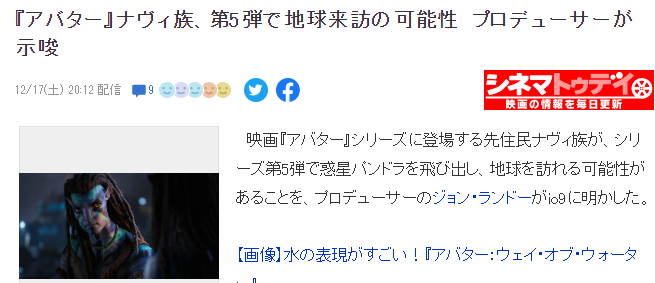 『アバター』ナヴィ族、第5弾で地球来訪の可能性　プロデューサーが
示唆
12/17(土) 20:12 配信 9
シネマトゥデイ
映画の情報を毎日更新
映画『アバター』シリーズに登場する先住民ナヴィ族が、シリ
ーズ第5弾で惑星パンドラを飛び出し、地球を訪れる可能性が
あることを、プロデューサーのジョン・ランドーがio9に明かした。
【画像】水の表現がすごい！『アバター：ウェイ・オブ・ウォータ
ー』